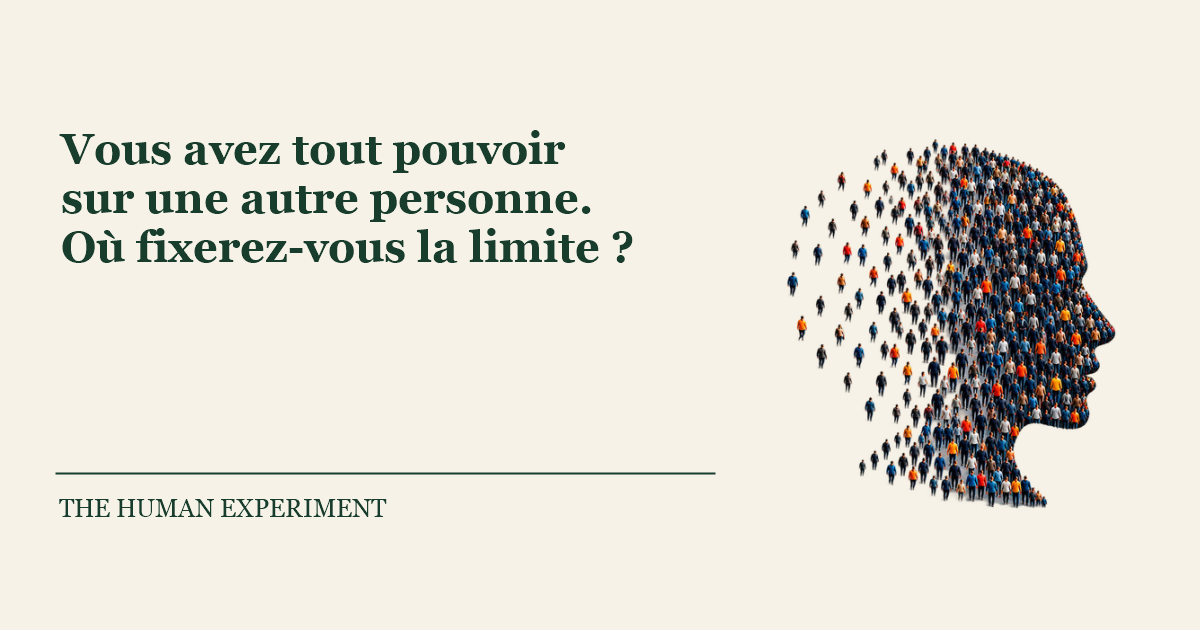 Vous avez tout pouvoir
sur une autre personne.
Où fixerez-vous la limite ?
THE HUMAN EXPERIMENT